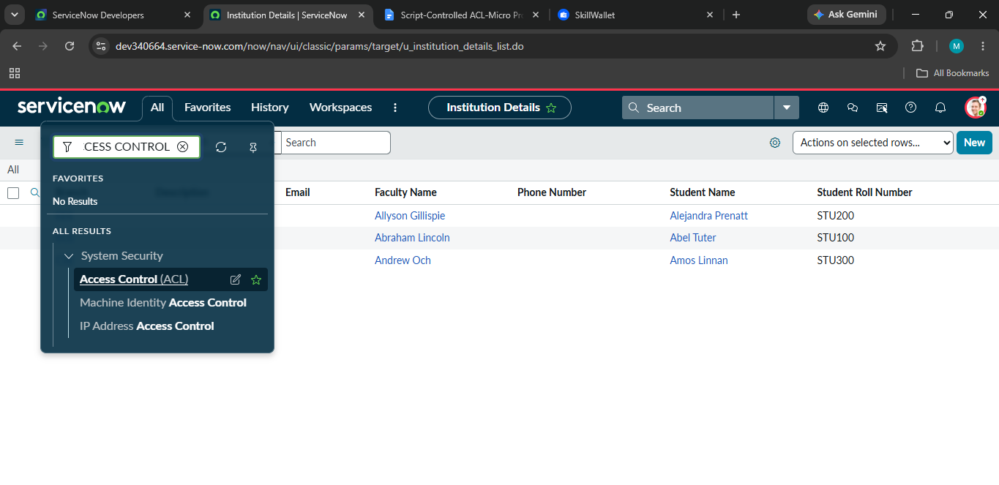 ServiceNow Developers
Institution Details | ServiceNow
Script-Controlled ACL-Micro Pr
SkillWallet
Ask Gemini
dev340664.service-now.com/now/nav/ui/classic/params/target/u_institution_details_list.do
M
All Bookmarks
servicenow
All
Favorites
History
Workspaces
Institution Details
Search
CESS CONTROL
Search
Actions on selected rows...
New
All
FAVORITES
No Results
ALL RESULTS
System Security
Access Control (ACL)
Machine Identity Access Control
IP Address Access Control
Email Faculty Name Phone Number Student Name Student Roll Number
Allyson Gillispie Alejandra Prenatt STU200
Abraham Lincoln Abel Tuter STU100
Andrew Och Amos Linnan STU300